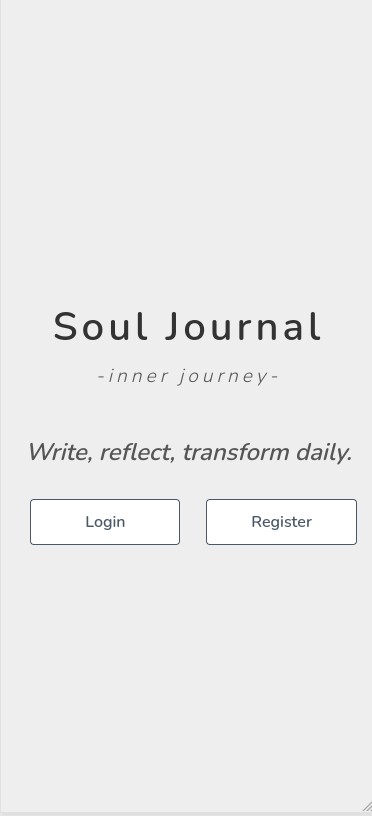 Soul Journal
-inner journey-
Write, reflect, transform daily.
Login
Register